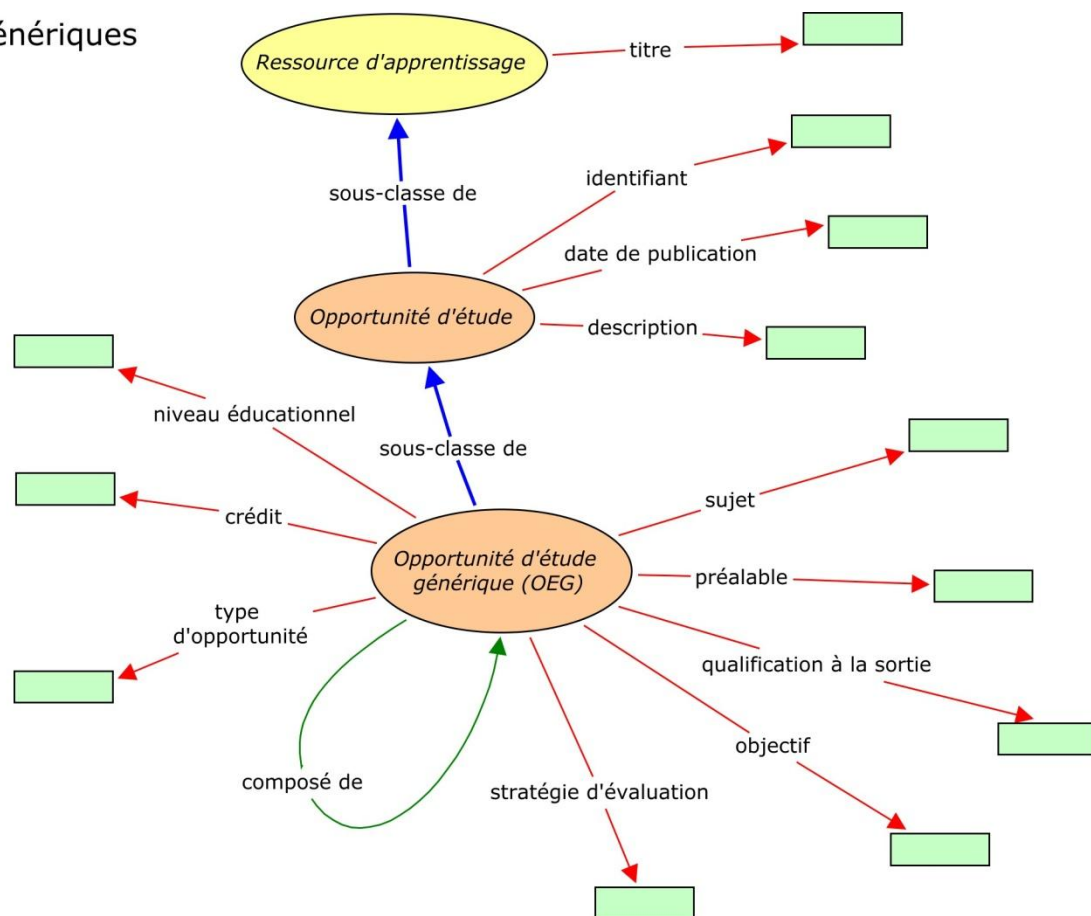 énériques
titre
Ressource d'apprentissage
identifiant
sous-classe de
date de publication
Opportunité d'étude
description
niveau éducationnel
sous-classe de
sujet
crédit
Opportunité d'étude
générique (OEG)
préalable
type
d'opportunité
qualification à la sortie
objectif
composé de
stratégie d'évaluation